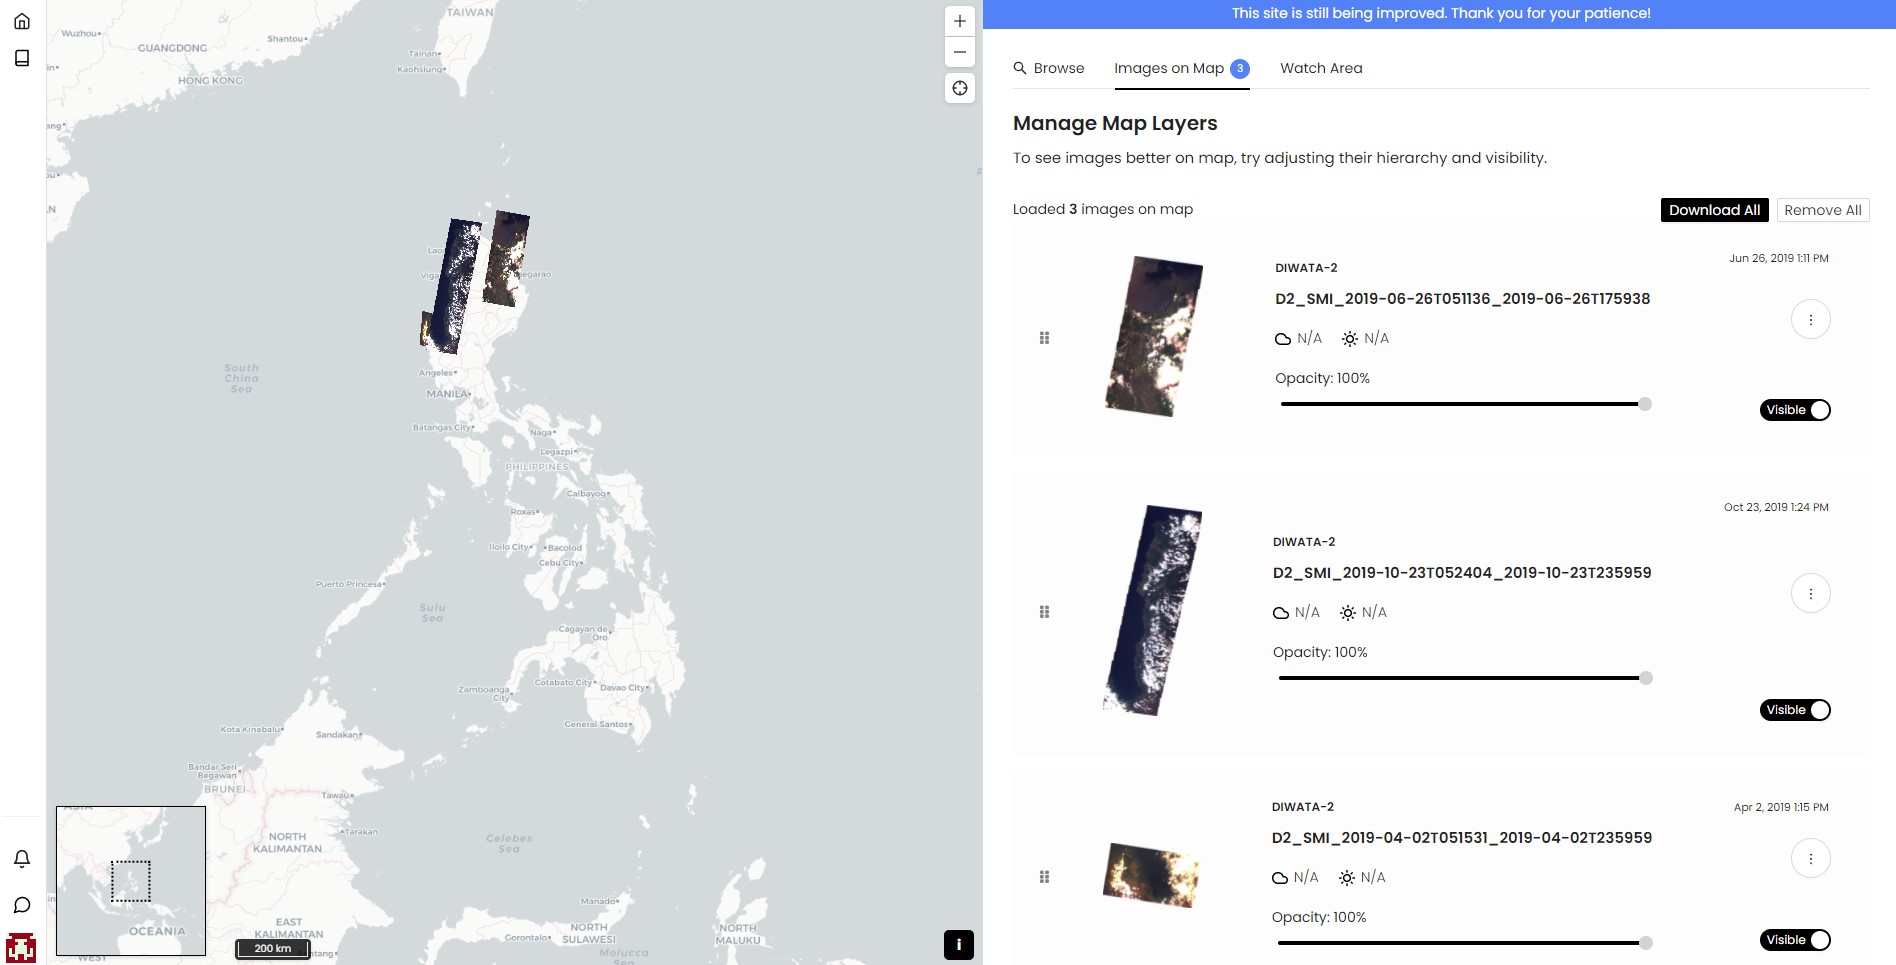 This site is still being improved. Thank you for your patience!
Browse
Images on Map 3
Watch Area
Manage Map Layers
To see images better on map, try adjusting their hierarchy and visibility.
Loaded 3 images on map
Download All
Remove All
Jun 26, 2019 1:11 PM
DIWATA-2
D2_SMI_2019-06-26T051136_2019-06-26T175938
N/A
N/A
Opacity: 100%
Visible
Oct 23, 2019 1:24 PM
DIWATA-2
D2_SMI_2019-10-23T052404_2019-10-23T235959
N/A
N/A
Opacity: 100%
Visible
Apr 2, 2019 1:15 PM
DIWATA-2
D2_SMI_2019-04-02T051531_2019-04-02T235959
N/A
N/A
Opacity: 100%
Visible
TAIWAN
Wuzhou
Shantou
GUANGDONG
HONG KONG
Tainan
Kaohsiung
Laoa
Viga
egarao
South
China
Sea
Angeles
MANILA
Batangas City
Naga
Legazpi
PHILIPPINES
Calbayog
Roxas
Iloilo City
Bacolod
Cebu City
Puerto Princesa
Sulu
Sea
Cagayan de
Oro
Zamboanga
City
Cotabato City
Davao City
General Santos
Kota Kinabalu
Sandakan
Bandar Seri
Begawan
BRUNEI
Tawau
Tarakan
NORTH
KALIMANTAN
Celebes
Sea
EAST
KALIMANTAN
Manado
NORTH
SULAWESI
Gorontalo
NORTH
MALUKU
Molucca
Sea
OCEANIA
200 km
i